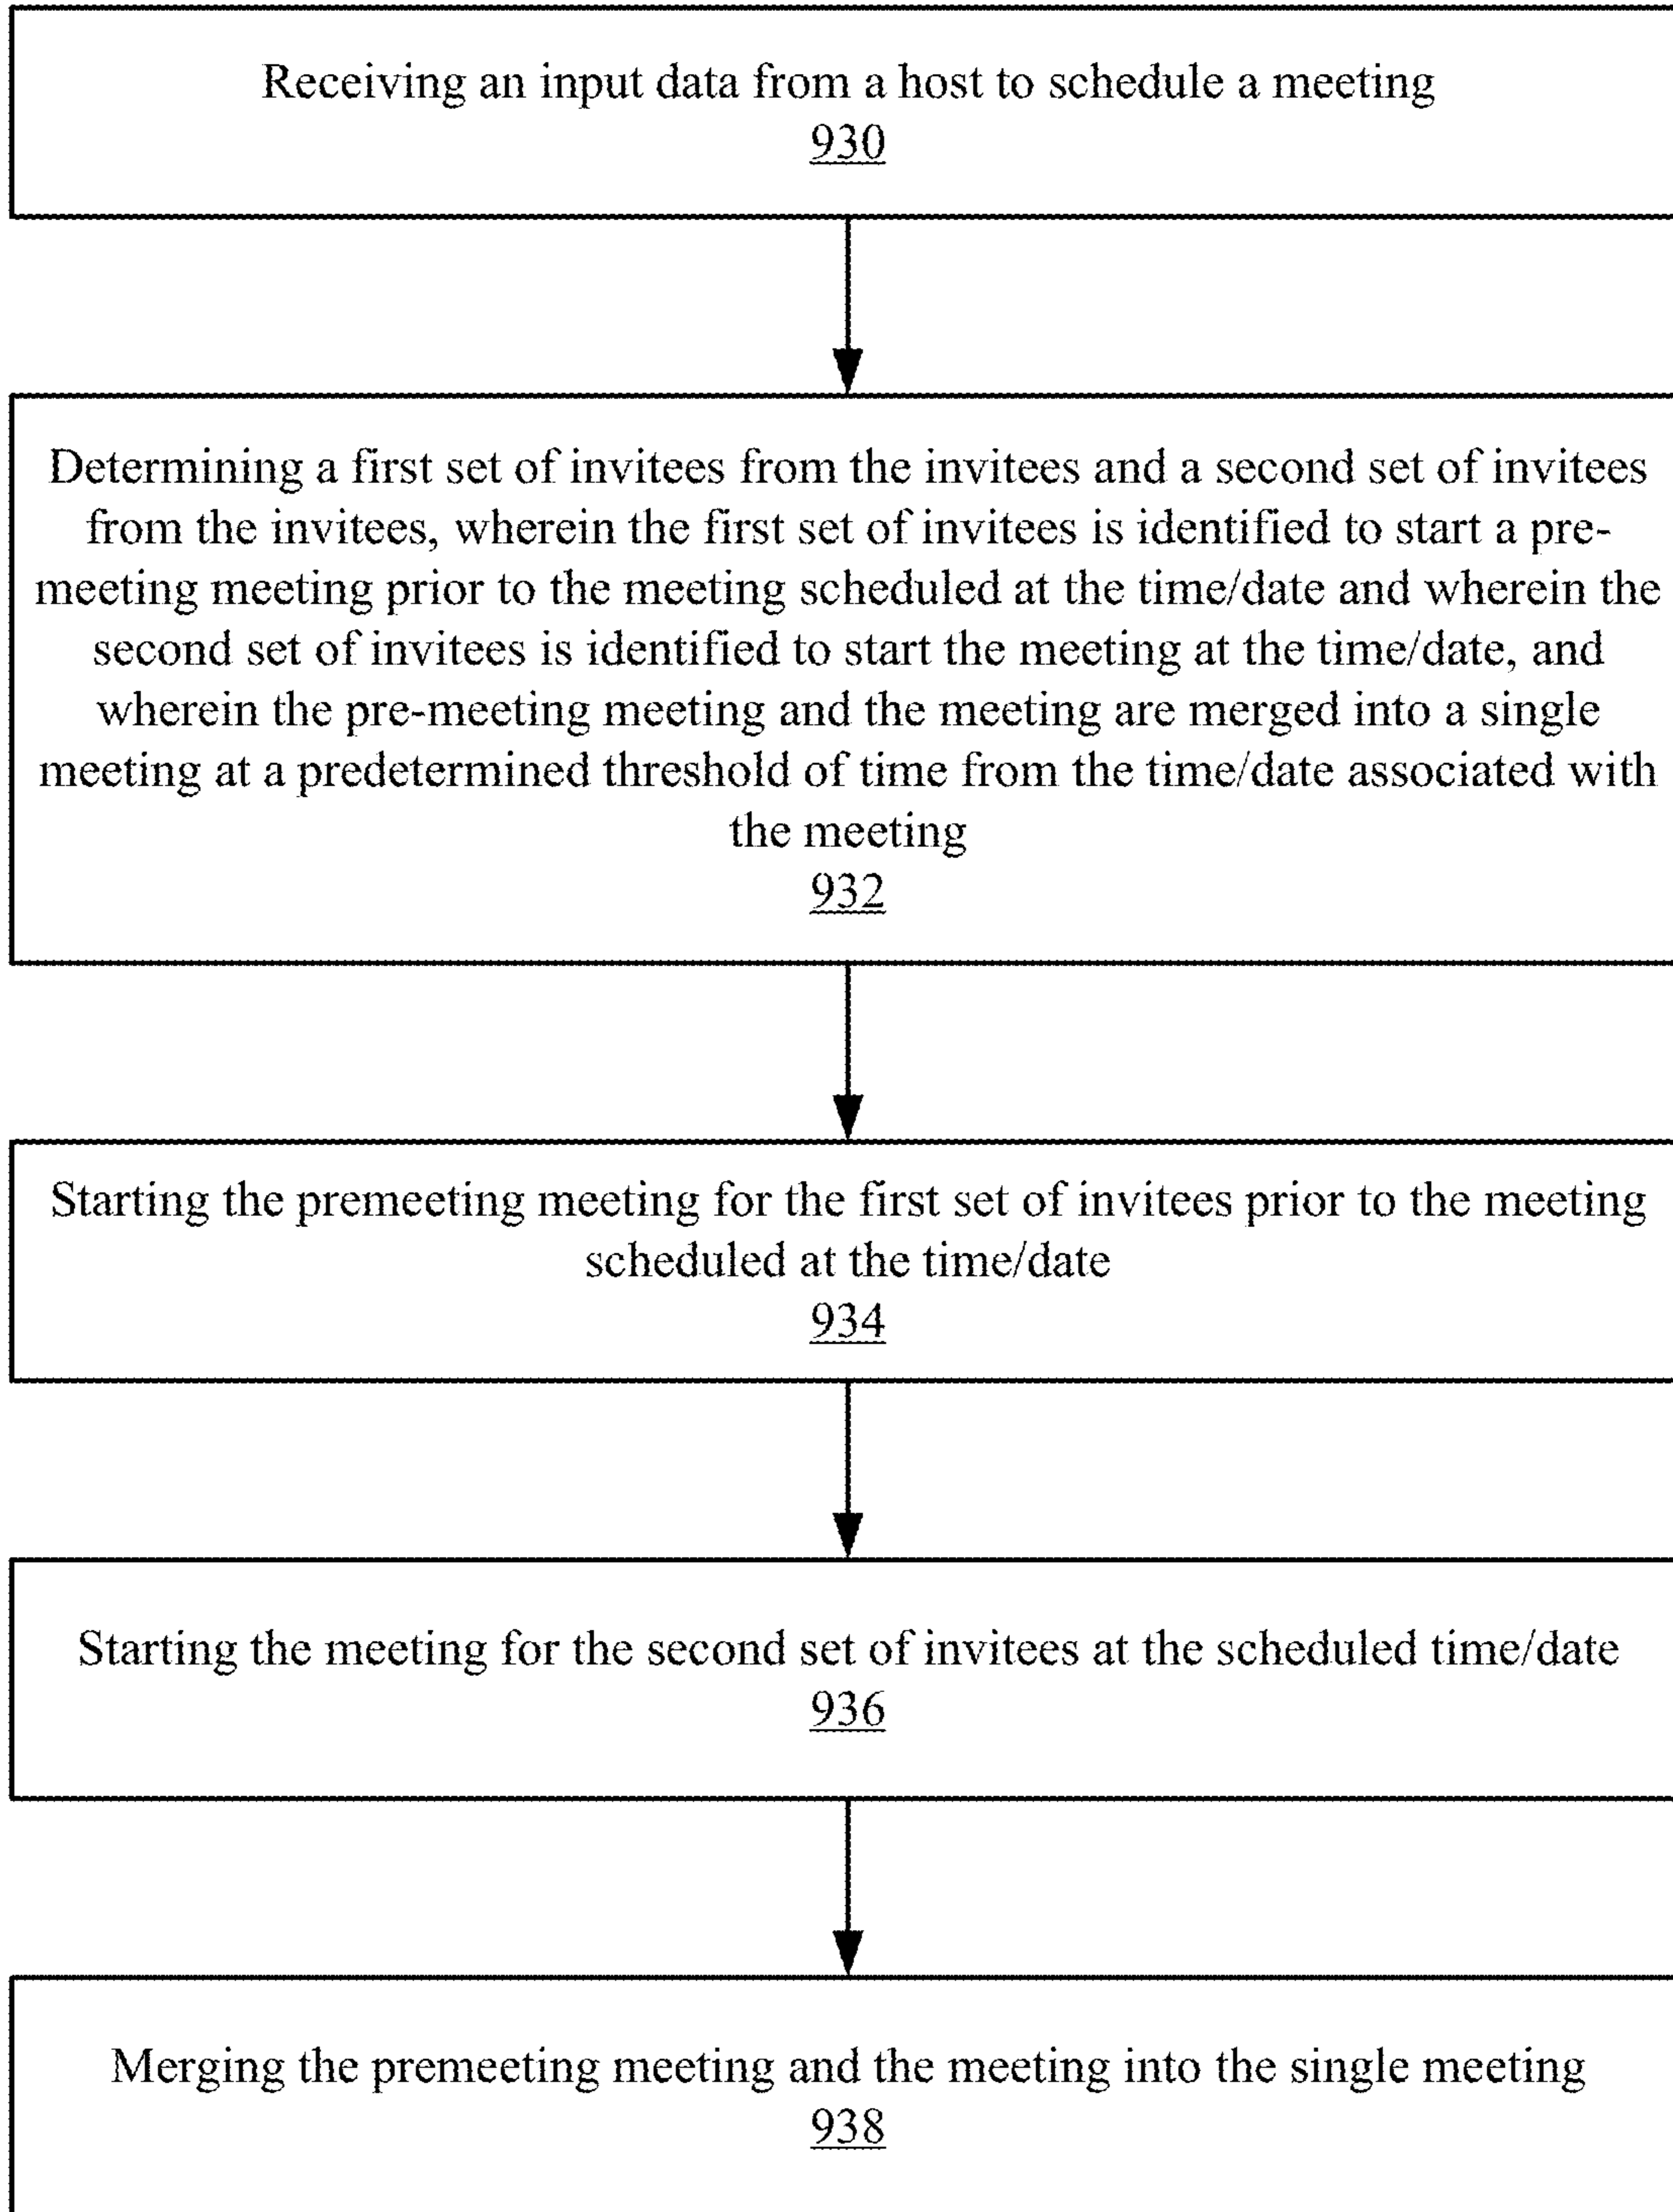 Receiving an input data from a host to schedule a meeting
930
Determining a first set of invitees from the invitees and a second set of invitees
from the invitees, wherein the first set of invitees is identified to start a pre-
meeting meeting prior to the meeting scheduled at the time/date and wherein the
second set of invitees is identified to start the meeting at the time/date, and
wherein the pre-meeting meeting and the meeting are merged into a single
meeting at a predetermined threshold of time from the time/date associated with
the meeting
932
Starting the premeeting meeting for the first set of invitees prior to the meeting
scheduled at the time/date
934
Starting the meeting for the second set of invitees at the scheduled time/date
936
Merging the premeeting meeting and the meeting into the single meeting
938